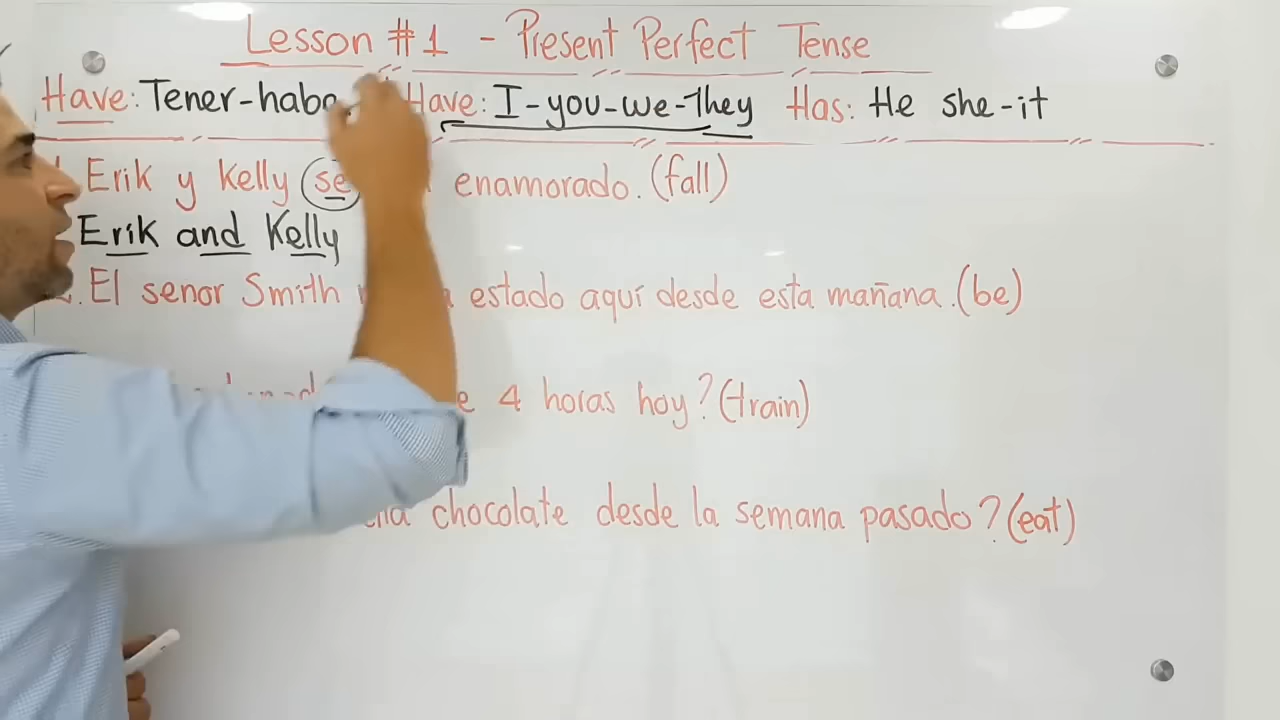 Lesson #1 - Present Perfect Tense
Have: Tener-habe Have: I-you-we-They Has: He she-it
Erik y Kelly se enamorado. (fall)
Erik and Kelly
El senor Smith estado aquí desde esta mañana. (be)
4 horas hoy? (train)
chocolate desde la semana pasado? (eat)